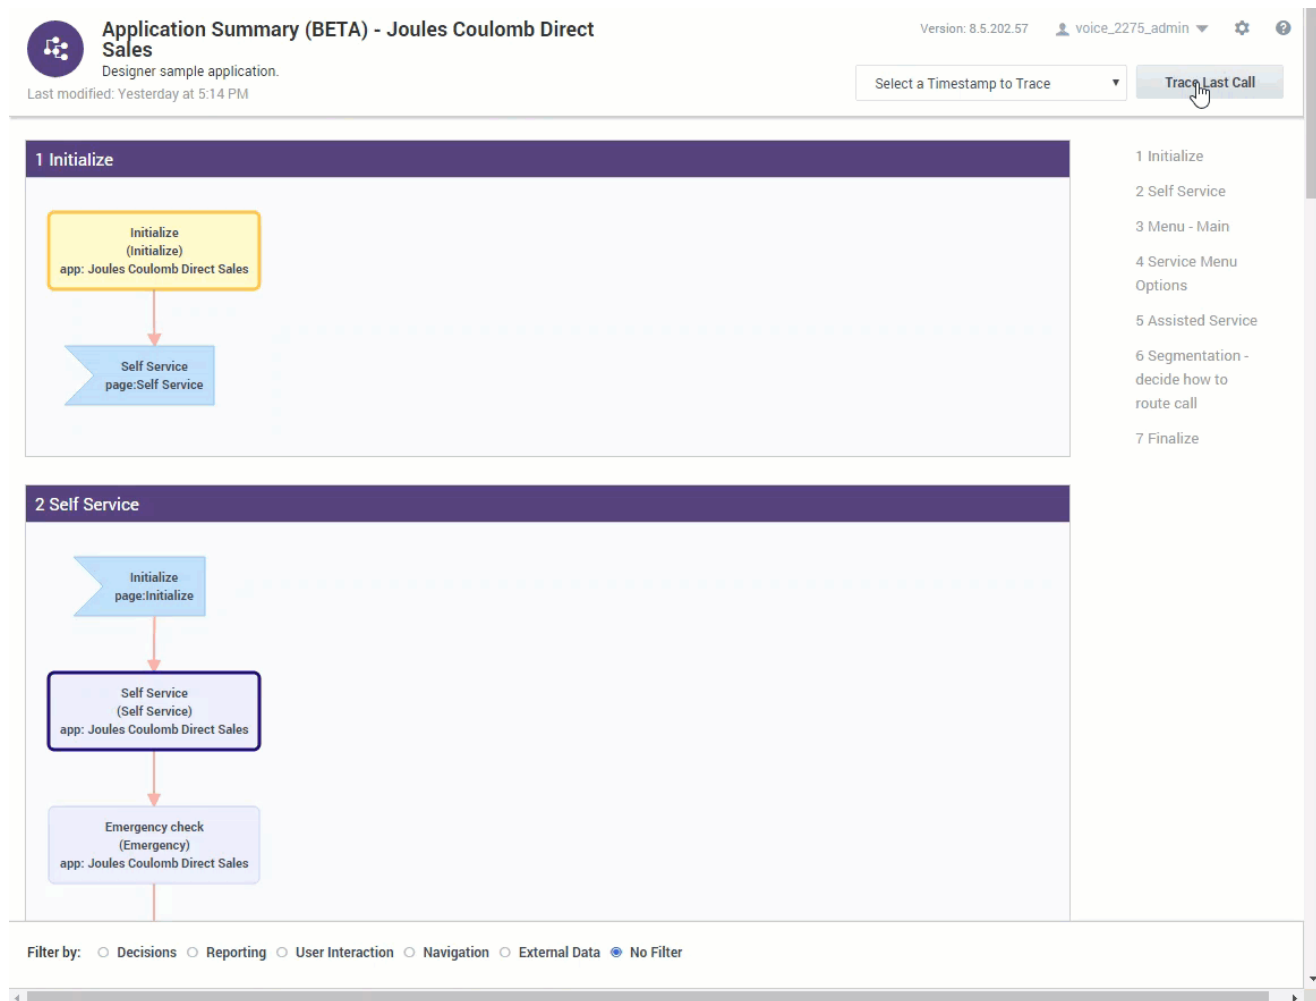 Application Summary (BETA) - Joules Coulomb Direct
Sales
Designer sample application.
Last modified: Yesterday at 5:14 PM
Version: 8.5.202.57
voice_2275_admin
Select a Timestamp to Trace
Trace Last Call
1 Initialize
Initialize
(Initialize)
app: Joules Coulomb Direct Sales
Self Service
page:Self Service
2 Self Service
Initialize
page:Initialize
Self Service
(Self Service)
app: Joules Coulomb Direct Sales
Emergency check
(Emergency)
app: Joules Coulomb Direct Sales
1 Initialize
2 Self Service
3 Menu - Main
4 Service Menu
Options
5 Assisted Service
6 Segmentation -
decide how to
route call
7 Finalize
Filter by: Decisions Reporting User Interaction Navigation External Data No Filter